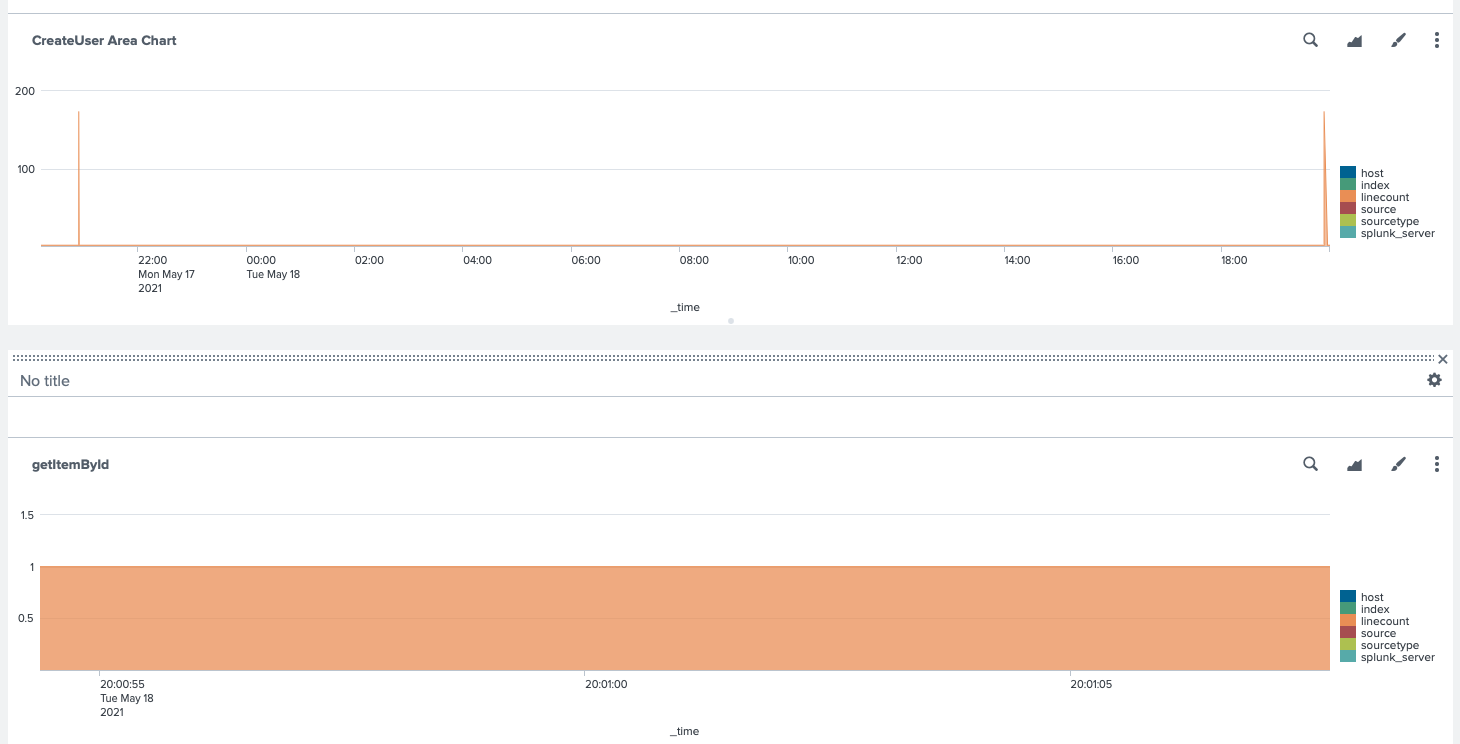 CreateUser Area Chart
200
100
host
index
linecount
source
sourcetype
splunk_server
22:00 00:00 02:00 04:00 06:00 08:00 10:00 12:00 14:00 16:00 18:00
Mon May 17 Tue May 18
2021
_time
No title
getItemById
1.5
1
0.5
host
index
linecount
source
sourcetype
splunk_server
20:00:55 20:01:00 20:01:05
Tue May 18
2021
_time